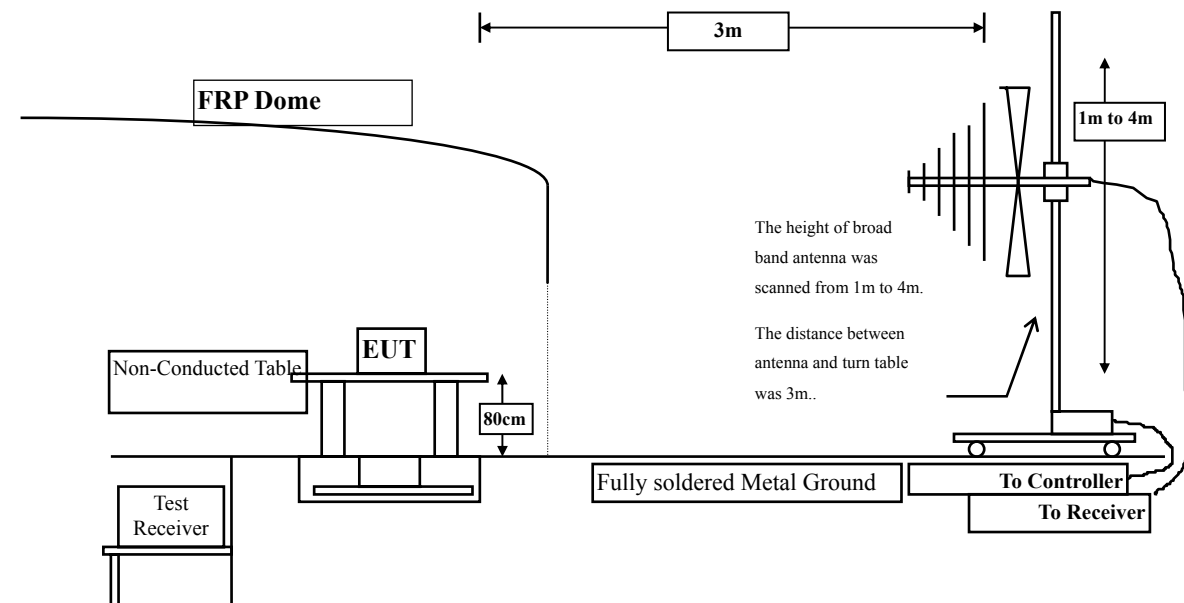 3m
FRP Dome
1m to 4m
The height of broad
band antenna was
scanned from 1m to 4m.
The distance between
antenna and turn table
was 3m..
EUT
Non-Conducted Table
80cm
Fully soldered Metal Ground
To Controller
To Receiver
Test
Receiver